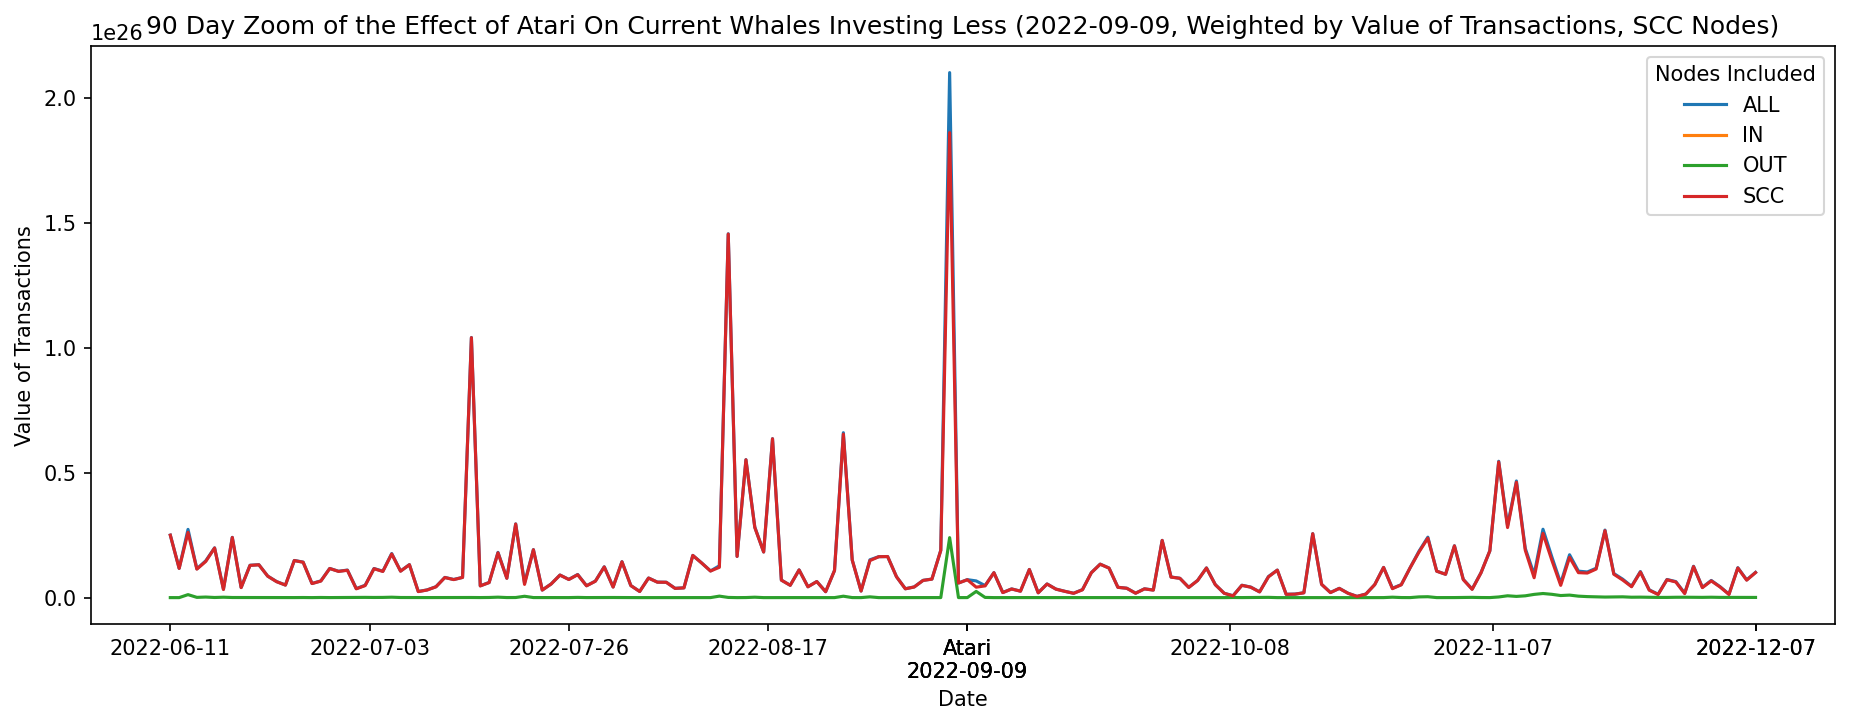 90 Day Zoom of the Effect of Atari On Current Whales Investing Less (2022-09-09, Weighted by Value of Transactions, SCC Nodes)
1e26
2.0
1.5
1.0
0.5
0.0
Value of Transactions
Nodes Included
ALL
IN
OUT
SCC
2022-06-11 2022-07-03 2022-07-26 2022-08-17 Atari 2022-10-08 2022-11-07 2022-12-07
2022-09-09
Date